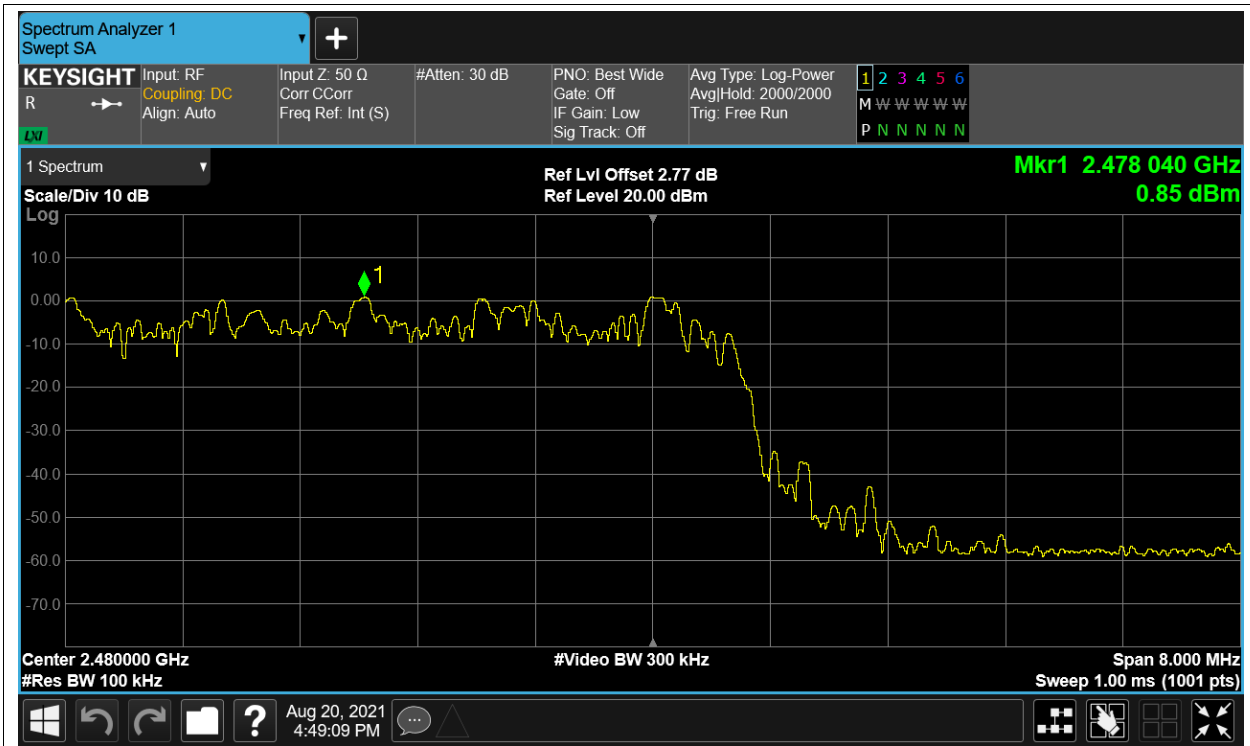 Spectrum Analyzer 1
Swept SA
KEYSIGHT
R
LXI
Input: RF
Coupling: DC
Align: Auto
Input Z: 50 Ω
Corr CCorr
Freq Ref: Int (S)
#Atten: 30 dB
PNO: Best Wide
Gate: Off
IF Gain: Low
Sig Track: Off
Avg Type: Log-Power
Avg|Hold: 2000/2000
Trig: Free Run
1 2 3 4 5 6
M W W W W W
P N N N N N
1 Spectrum
Scale/Div 10 dB
Log
Ref Lvl Offset 2.77 dB
Ref Level 20.00 dBm
Mkr1 2.478 040 GHz
0.85 dBm
10.0
1
0.00
-10.0
-20.0
-30.0
-40.0
-50.0
-60.0
-70.0
Center 2.480000 GHz
#Res BW 100 kHz
#Video BW 300 kHz
Span 8.000 MHz
Sweep 1.00 ms (1001 pts)
?
Aug 20, 2021
4:49:09 PM